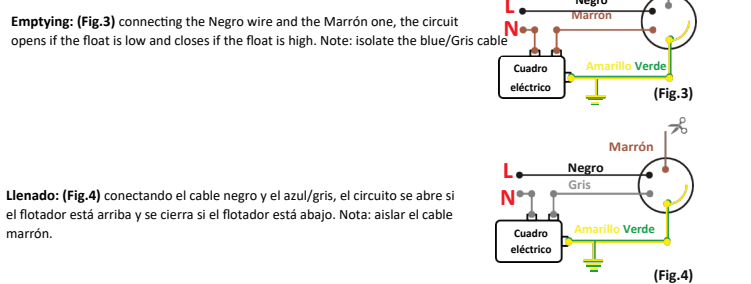 Negro
L
Marrón
Emptying: (Fig.3) connecting the Negro wire and the Marrón one, the circuit
opens if the float is low and closes if the float is high. Note: isolate the blue/Gris cable
N
Cuadro
eléctrico
Amarillo Verde
(Fig.3)
Marrón
L
Negro
Gris
N
Llenado: (Fig.4) conectando el cable negro y el azul/gris, el circuito se abre si
el flotador está arriba y se cierra si el flotador está abajo. Nota: aislar el cable
marrón.
Cuadro
eléctrico
Amarillo Verde
(Fig.4)